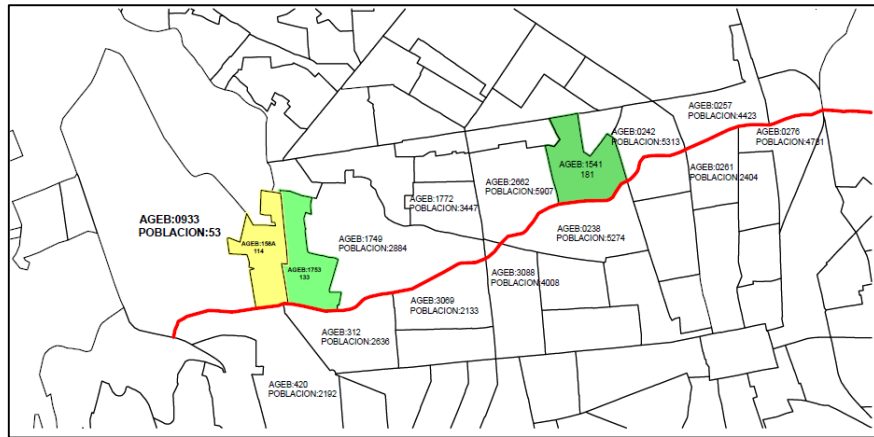 AGEB:0257
POBLACION:4423
AGEB:0242
POBLACION:5313
AGEB:0276
POBLACION:4781
AGEB:1541
181
AGEB:0261
POBLACION:2404
AGEB:2662
POBLACION:5907
AGEB:1772
POBLACION:3447
AGEB:0933
POBLACION:53
AGEB:158A
114
AGEB:1749
POBLACION:2884
AGEB:0238
POBLACION:5274
AGEB:1753
133
AGEB:3088
POBLACION:4008
AGEB:3069
POBLACION:2133
AGEB:312
POBLACION:2636
AGEB:420
POBLACION:2192